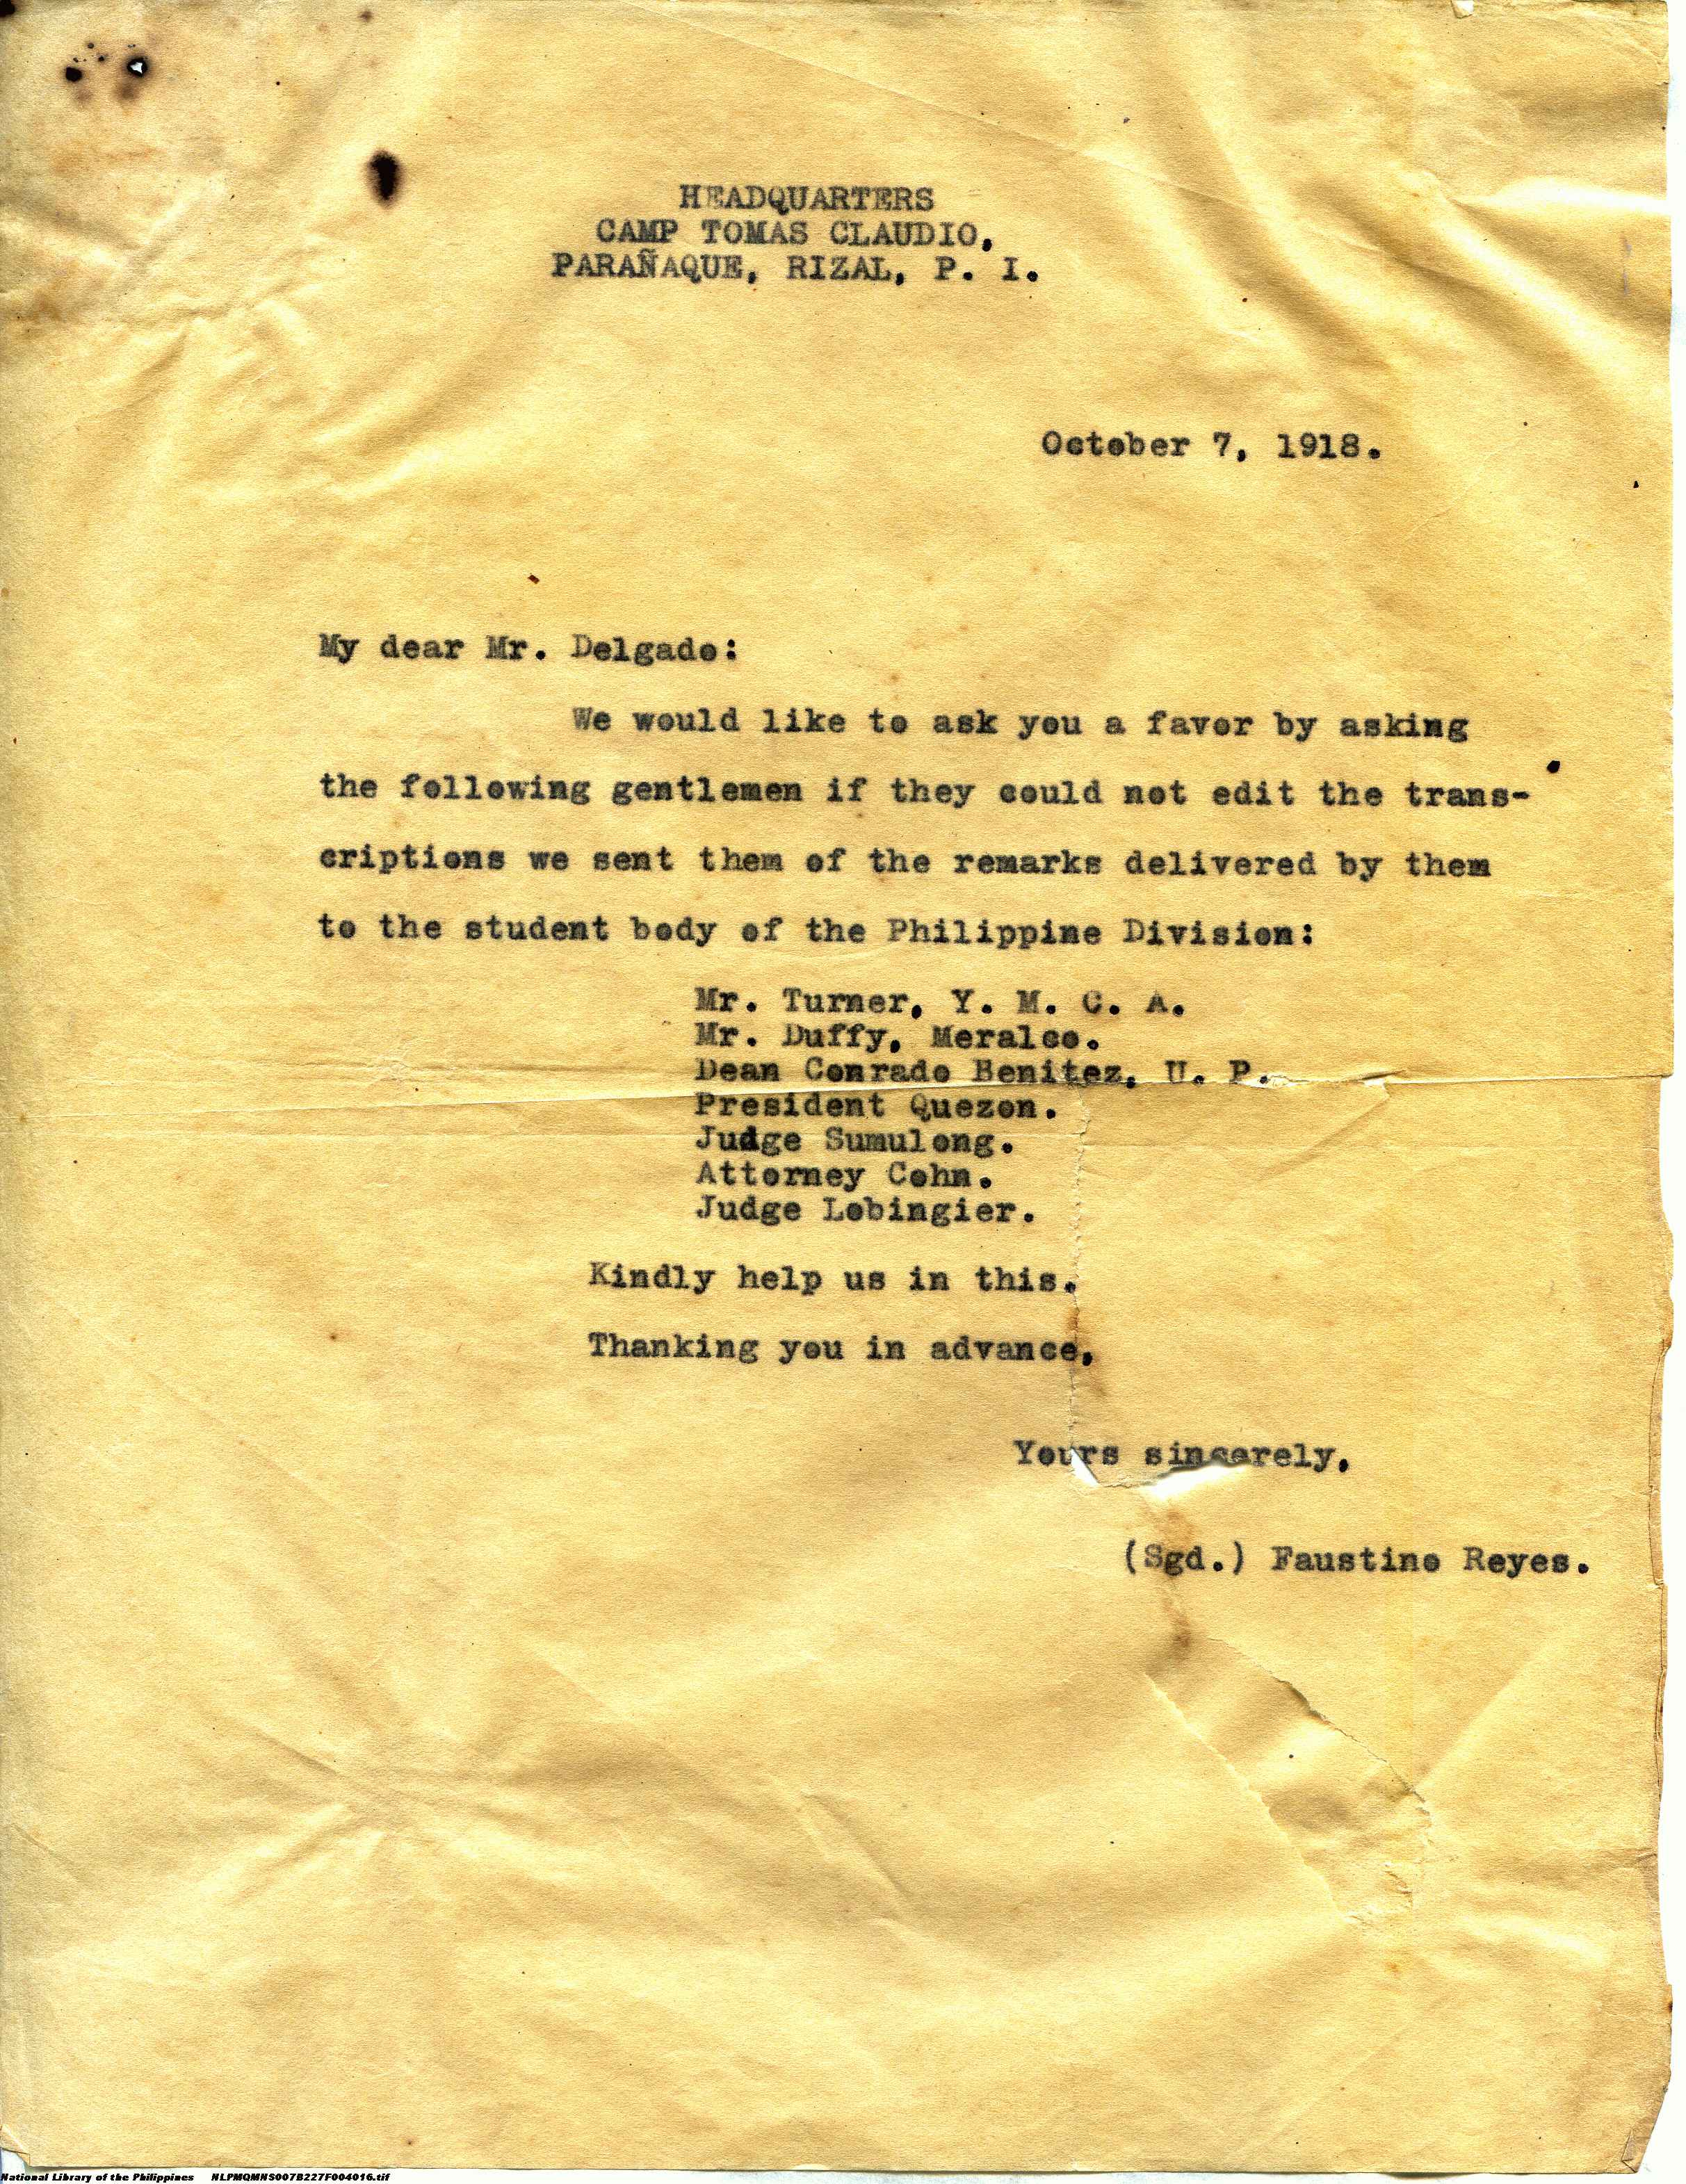 HEADQUARTERS
CAMP TOMAS CLAUDIO,
PARAÑAQUE, RIZAL, P. I.
October 7, 1918.
My dear Mr. Delgado:
We would like to ask you a favor by asking
the following gentlemen if they could not edit the trans-
criptions we sent them of the remarks delivered by them
to the student body of the Philippine Division:
Mr. Turner, Y. M. C. A.
Mr. Duffy, Meralco.
Dean Conrado Benitez, U. P.
President Quezon.
Judge Sumulong.
Attorney Cohn.
Judge Lobingier.
Kindly help us in this.
Thanking you in advance,
Yours sincerely,
(Sgd.) Faustino Reyes.
National Library of the Philippines NLPMQMNS007B227F004016.tif